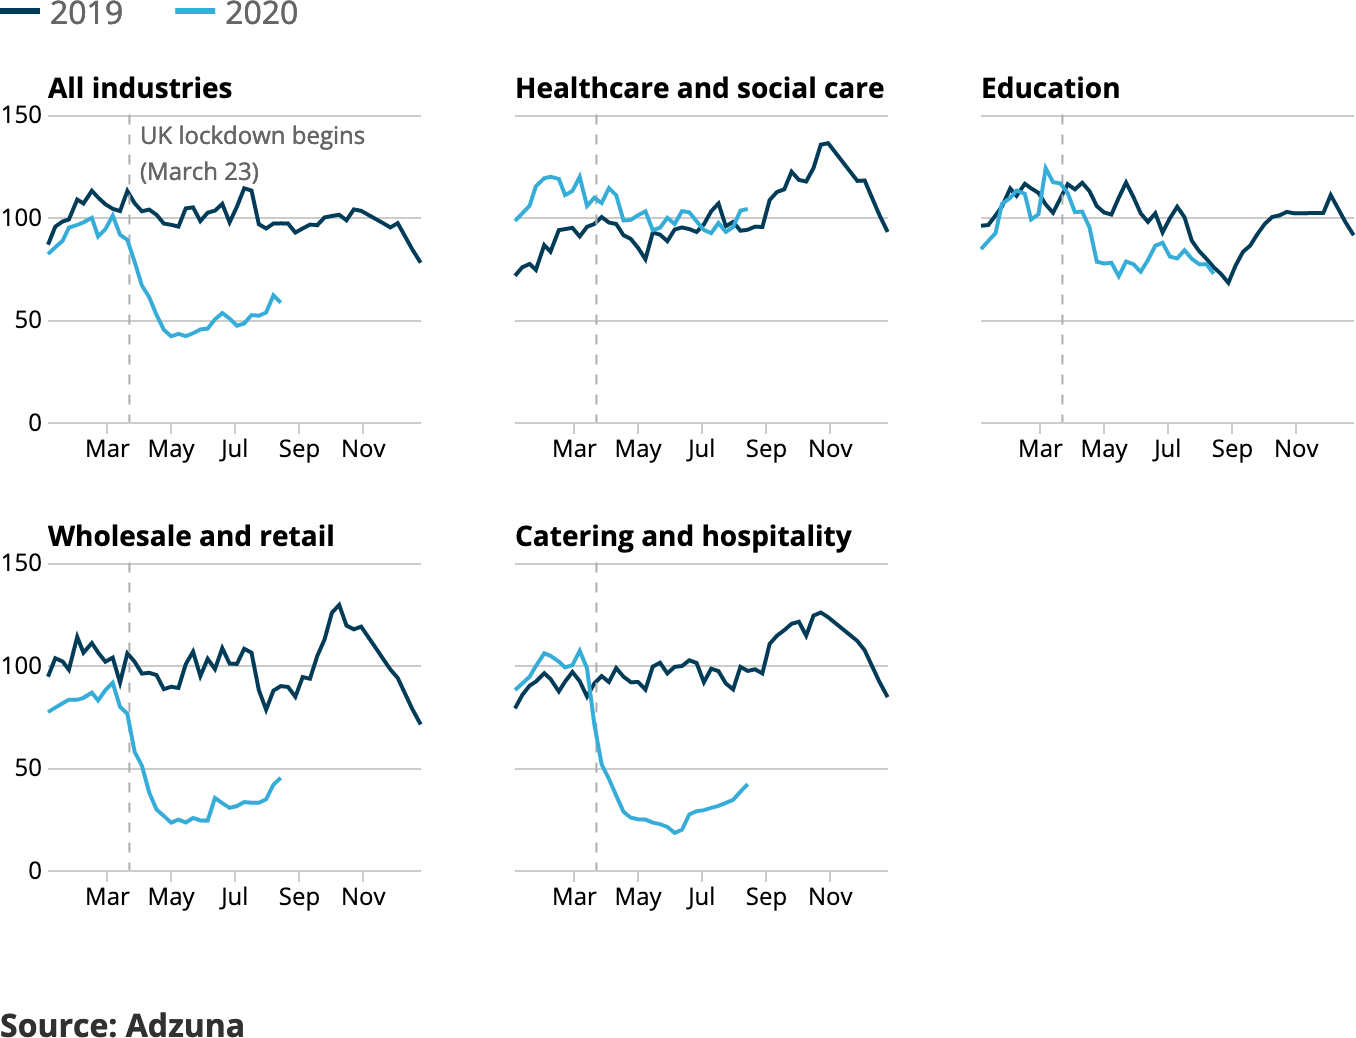 2019 2020
All industries
Healthcare and social care
Education
150
100
50
0
UK lockdown begins
(March 23)
Mar May Jul Sep Nov
Mar May Jul Sep Nov
Mar May Jul Sep Nov
Wholesale and retail
Catering and hospitality
150
100
50
0
Mar May Jul Sep Nov
Mar May Jul Sep Nov
Source: Adzuna